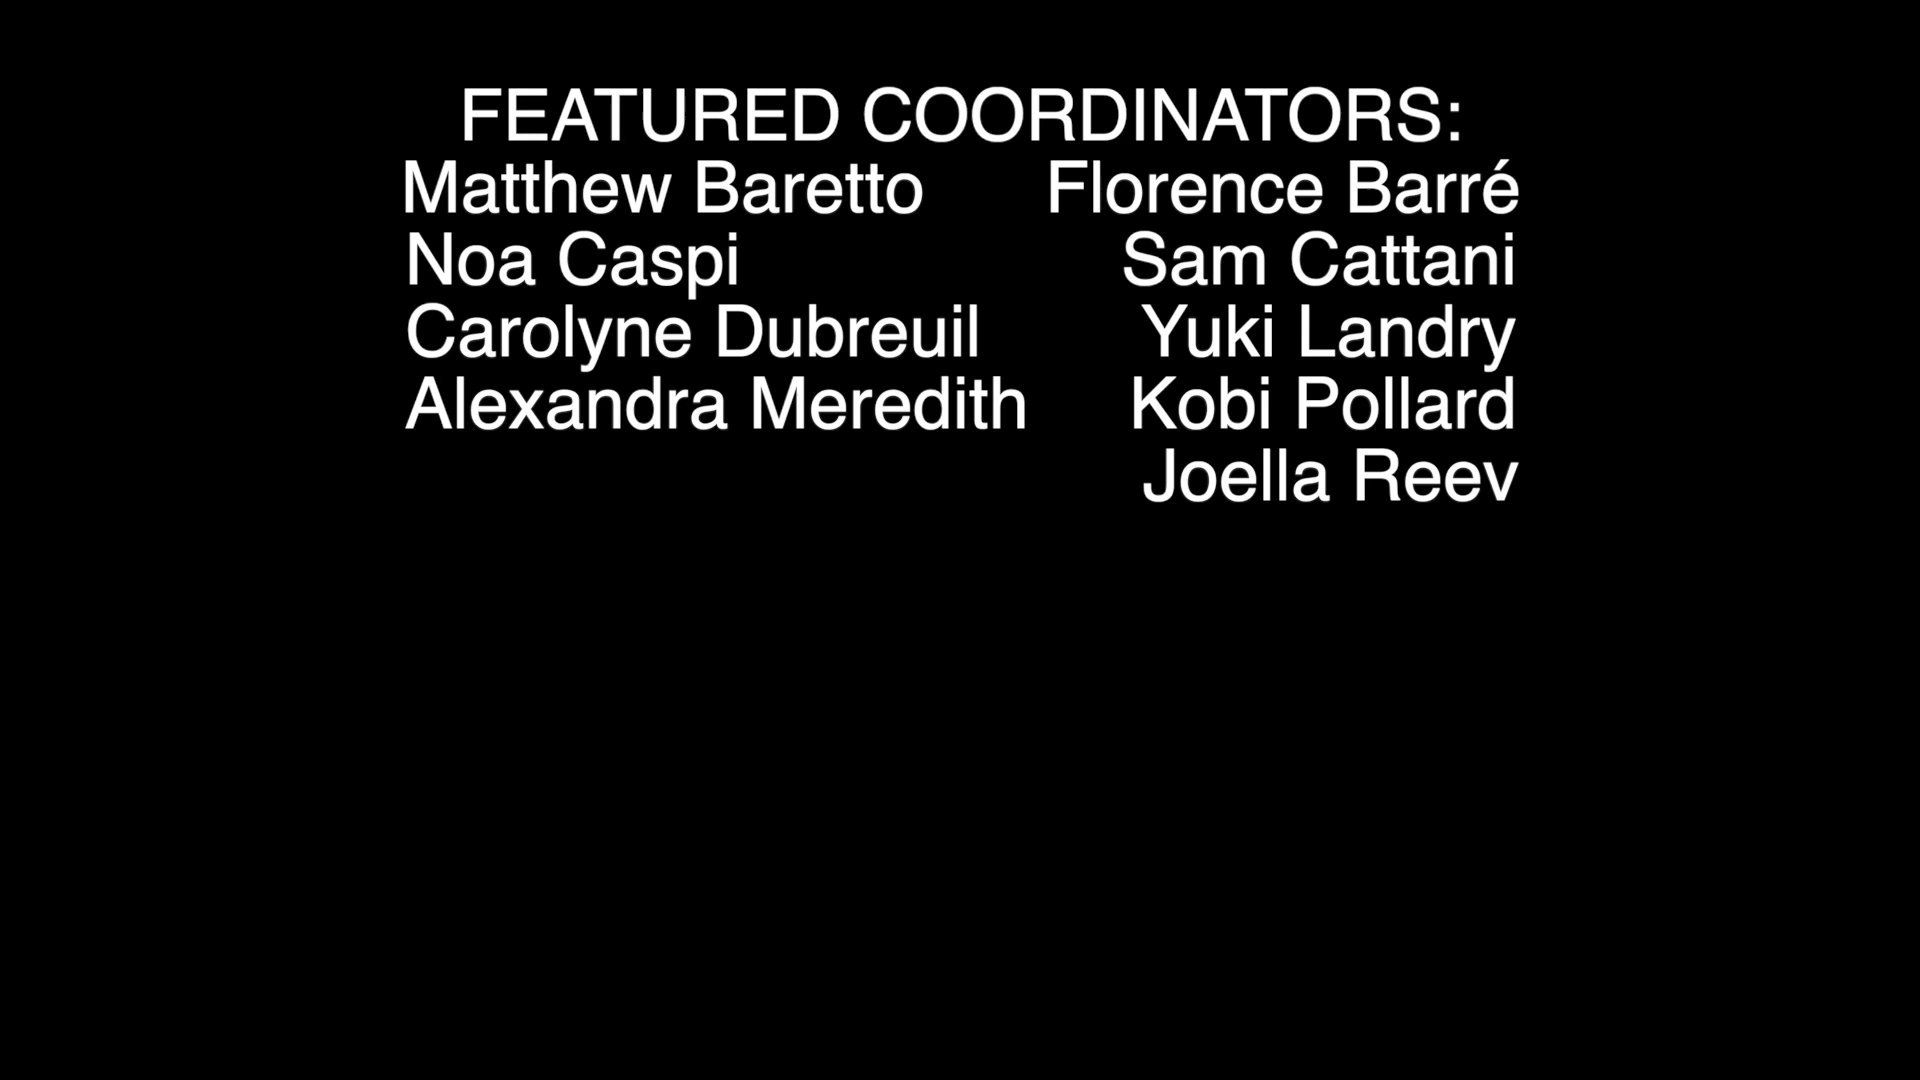 FEATURED COORDINATORS:
Matthew Baretto Florence Barré
Noa Caspi Sam Cattani
Carolyne Dubreuil Yuki Landry
Alexandra Meredith Kobi Pollard
Joella Reev